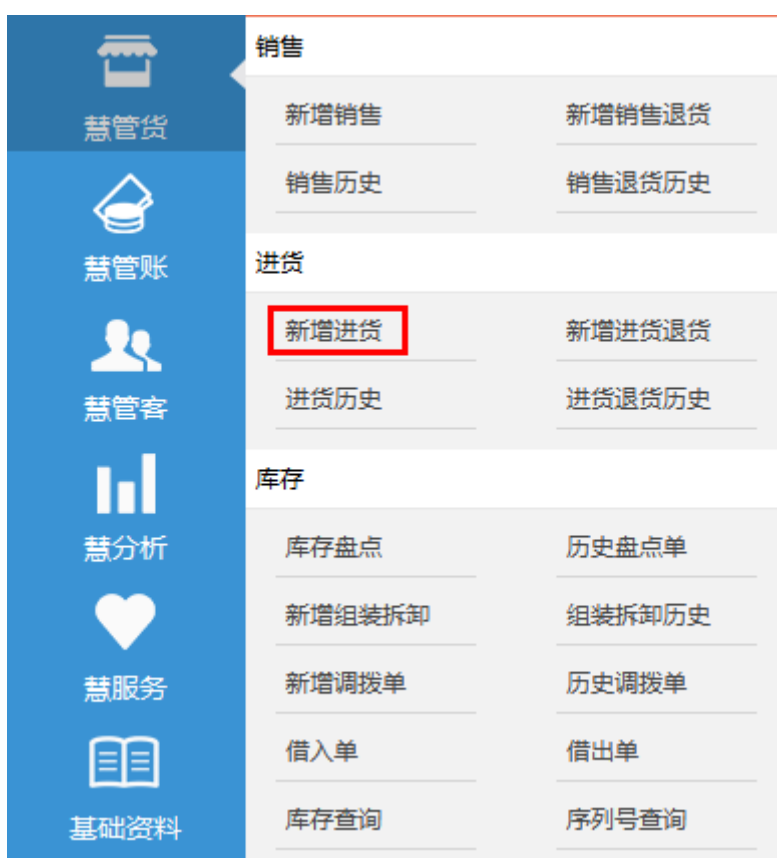 慧管货
慧管账
慧管客
慧分析
慧服务
基础资料
销售
新增销售 新增销售退货
销售历史 销售退货历史
进货
新增进货 新增进货退货
进货历史 进货退货历史
库存
库存盘点 历史盘点单
新增组装拆卸 组装拆卸历史
新增调拨单 历史调拨单
借入单 借出单
库存查询 序列号查询